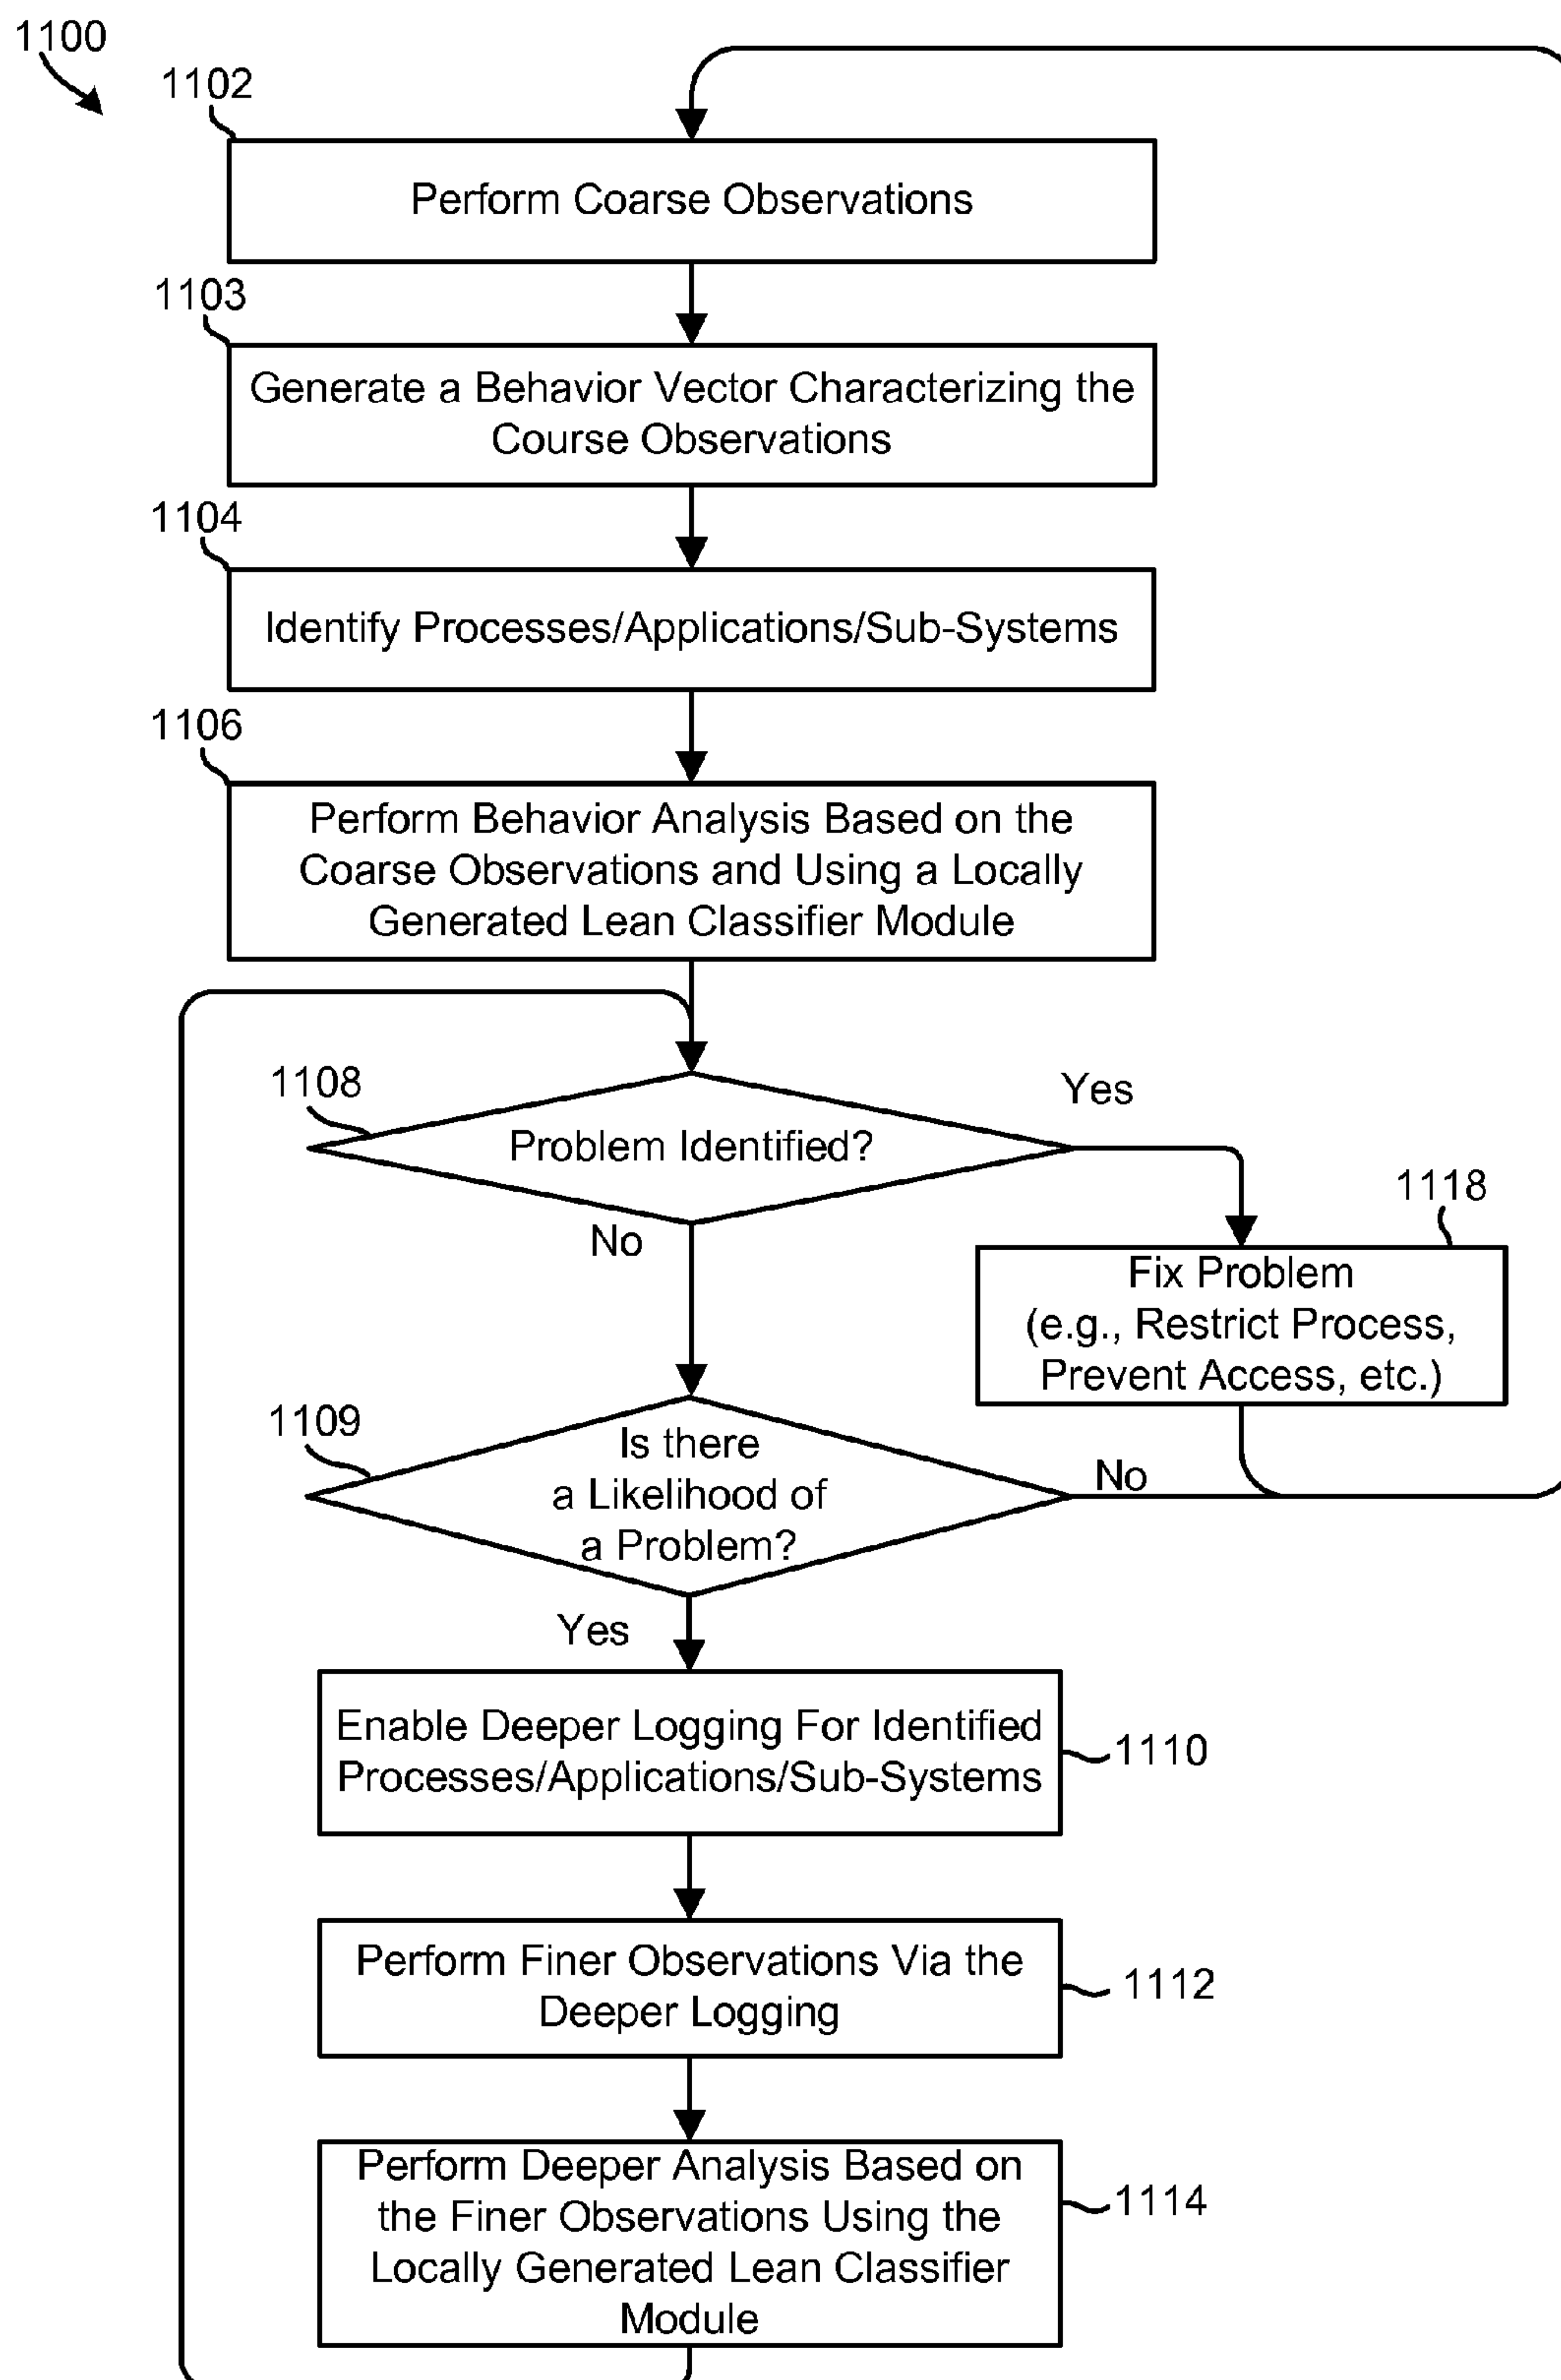 1100
1102
Perform Coarse Observations
1103
Generate a Behavior Vector Characterizing the
Course Observations
1104
Identify Processes/Applications/Sub-Systems
1106
Perform Behavior Analysis Based on the
Coarse Observations and Using a Locally
Generated Lean Classifier Module
1108
Problem Identified?
Yes
No
1118
Fix Problem
(e.g., Restrict Process,
Prevent Access, etc.)
1109
Is there
a Likelihood of
a Problem?
No
Yes
Enable Deeper Logging For Identified
Processes/Applications/Sub-Systems
1110
Perform Finer Observations Via the
Deeper Logging
1112
Perform Deeper Analysis Based on
the Finer Observations Using the
Locally Generated Lean Classifier
Module
1114